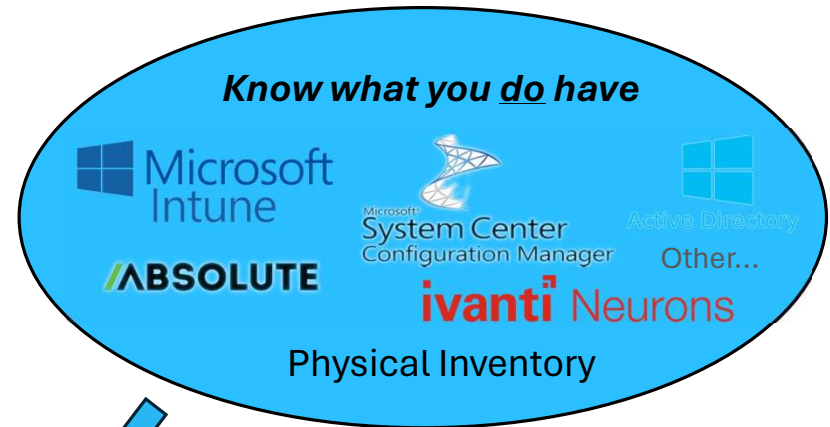 Know what you do have
Microsoft
Intune
Microsoft
System Center
Configuration Manager
Active Directory
Other...
ABSOLUTE
ivanti Neurons
Physical Inventory